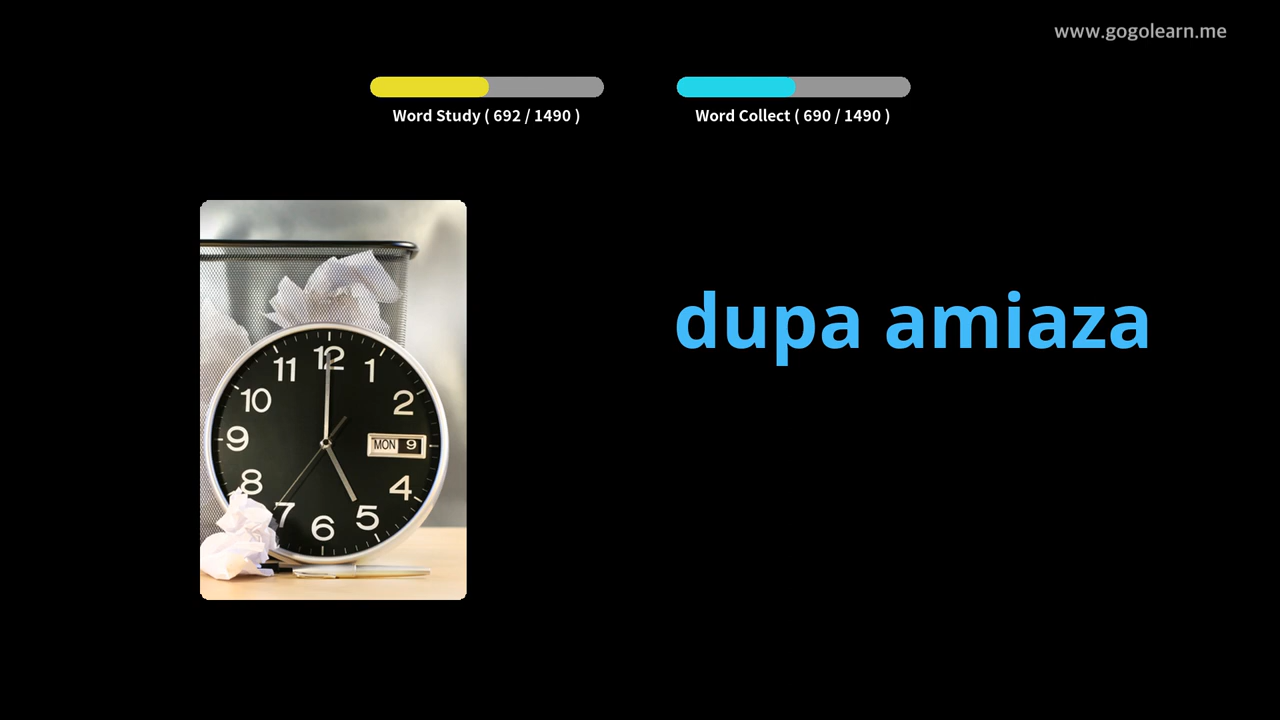 www.gogolearn.me
Word Study ( 692 / 1490 )
Word Collect ( 690 / 1490 )
dupa amiaza
12
11
1
10
2
9
MON 9
8
4
7
5
6